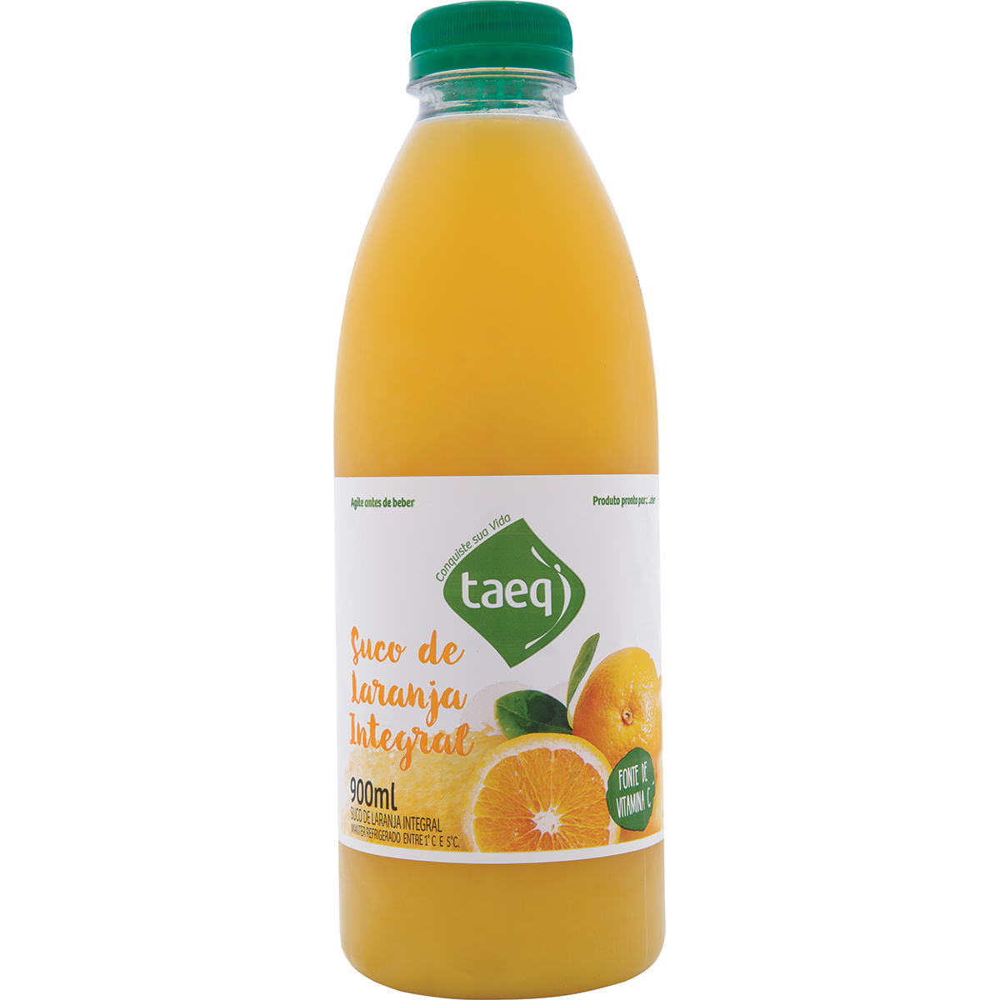 Agite antes de beber
Produto pronto para beber
Conquiste sua Vida
taeq
Suco de
Laranja
Integral
900ml
SUCO DE LARANJA INTEGRAL
MANTER REFRIGERADO ENTRE 1°C E 5°C.
FONTE DE
VITAMINA C